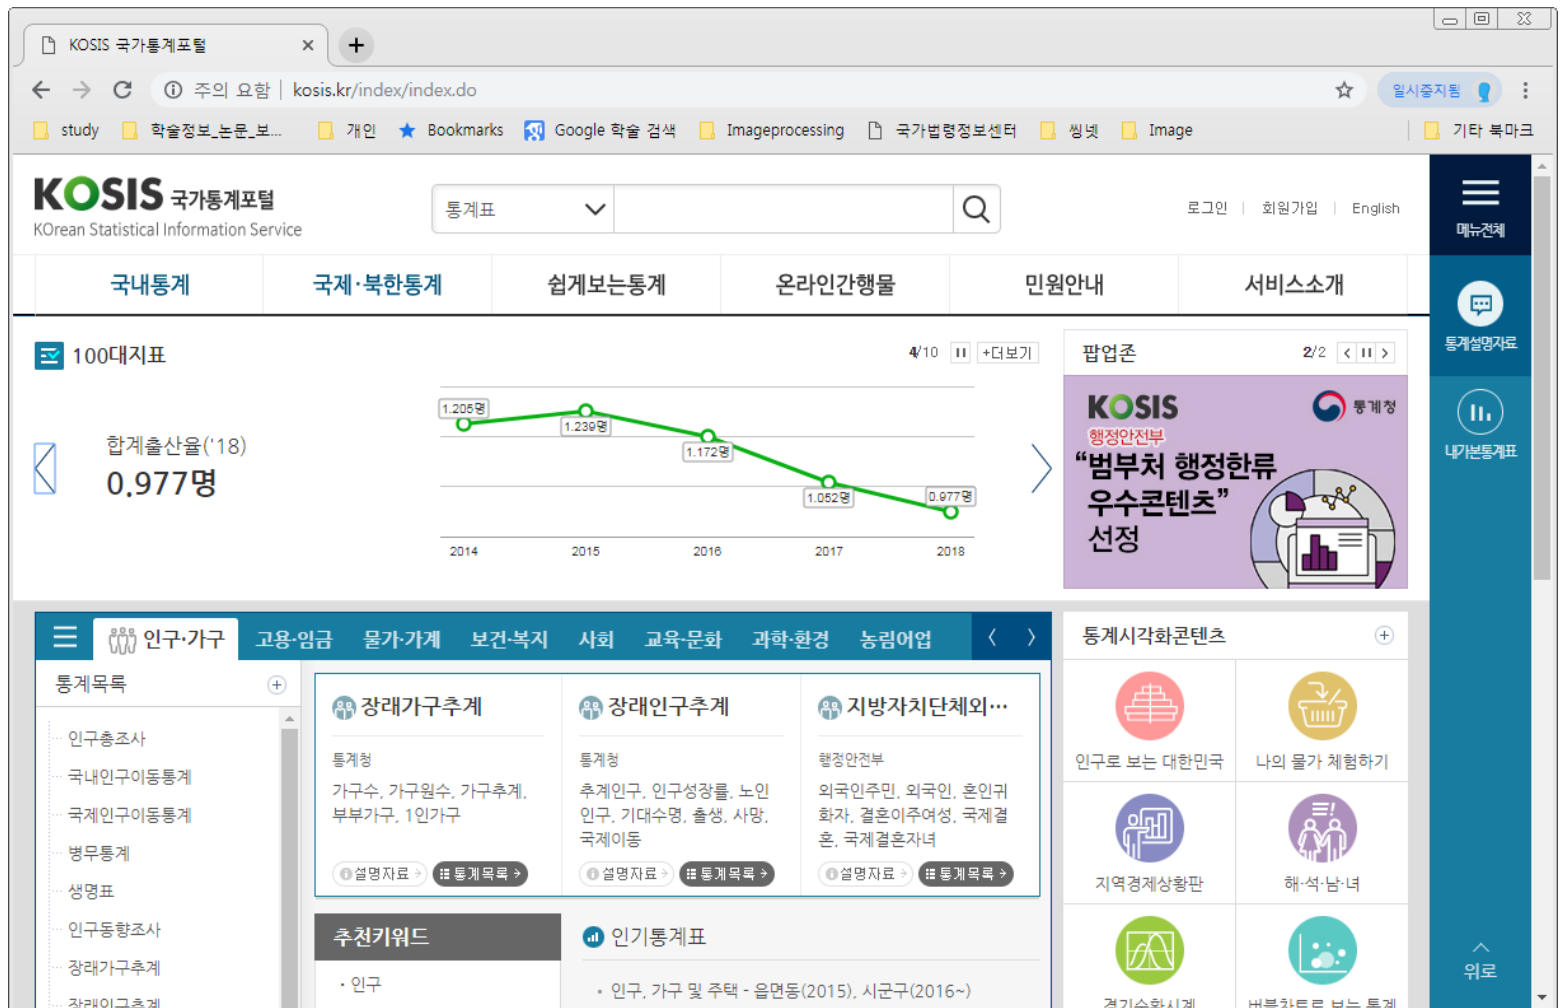 KOSIS 국가통계포털
주의 요함 kosis.kr/index/index.do
일시중지됨
study 학술정보_논문_보... 개인 Bookmarks Google 학술 검색 Imageprocessing 국가법령정보센터 씽넷 Image 기타 북마크
KOSIS 국가통계포털
KOrean Statistical Information Service
통계표
로그인 | 회원가입 | English
메뉴전체
국내통계 국제·북한통계 쉽게보는통계 온라인간행물 민원안내 서비스소개
통계설명자료
내가본통계표
100대지표
4/10 +더보기
합계출산율('18)
0.977명
1.205명
1.239명
1.172명
1.052명
0.977명
2014 2015 2016 2017 2018
팝업존 2/2
KOSIS 통계청
행정안전부
“범부처 행정한류
우수콘텐츠”
선정
인구·가구 고용·임금 물가·가계 보건·복지 사회 교육·문화 과학·환경 농림어업
통계목록
인구총조사
국내인구이동통계
국제인구이동통계
병무통계
생명표
인구동향조사
장래가구추계
장래인구추계
장래가구추계
통계청
가구수, 가구원수, 가구추계,
부부가구, 1인가구
설명자료 통계목록
장래인구추계
통계청
추계인구, 인구성장률, 노인
인구, 기대수명, 출생, 사망,
국제이동
설명자료 통계목록
지방자치단체외…
행정안전부
외국인주민, 외국인, 혼인귀
화자, 결혼이주여성, 국제결
혼, 국제결혼자녀
설명자료 통계목록
추천키워드
· 인구
인기통계표
• 인구, 가구 및 주택 - 읍면동(2015), 시군구(2016~)
통계시각화콘텐츠
인구로 보는 대한민국
나의 물가 체험하기
지역경제상황판
해·석·남·녀
경기순환시계
버블차트로 보는 통계
위로